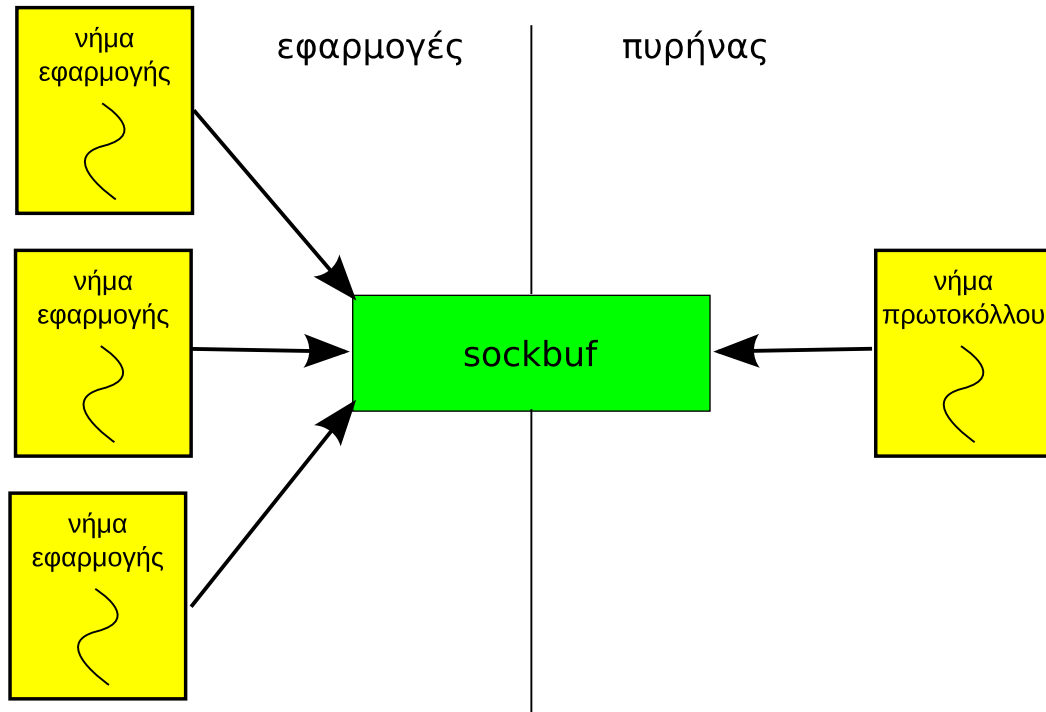 νήμα
εφαρμογής
εφαρμογές
πυρήνας
νήμα
εφαρμογής
sockbuf
νήμα
πρωτοκόλλου
νήμα
εφαρμογής